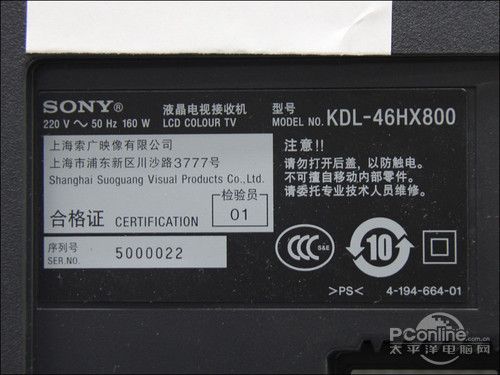 SONY®
液晶电视接收机
型号
220 V ~ 50 Hz 160 W
LCD COLOUR TV
MODEL NO. KDL-46HX800
上海索广映像有限公司
上海市浦东新区川沙路3777号
Shanghai Suoguang Visual Products Co.,Ltd.
合格证 CERTIFICATION
检验员
01
序列号
SER.NO.
5000022
注意!!
请勿打开后盖，以防触电。
不可擅自移动内部零件。
请委托专业技术人员维修。
CCC S&E
10
>PS<
4-194-664-01
PConline.com.cn
太平洋电脑网